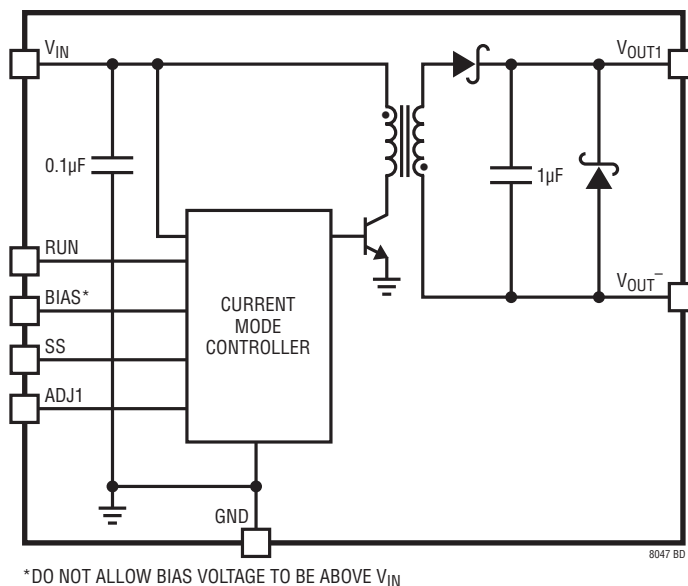 V_IN
V_OUT1
0.1µF
1µF
RUN
BIAS*
V_OUT⁻
SS
ADJ1
CURRENT
MODE
CONTROLLER
GND
8047 BD
*DO NOT ALLOW BIAS VOLTAGE TO BE ABOVE V_IN